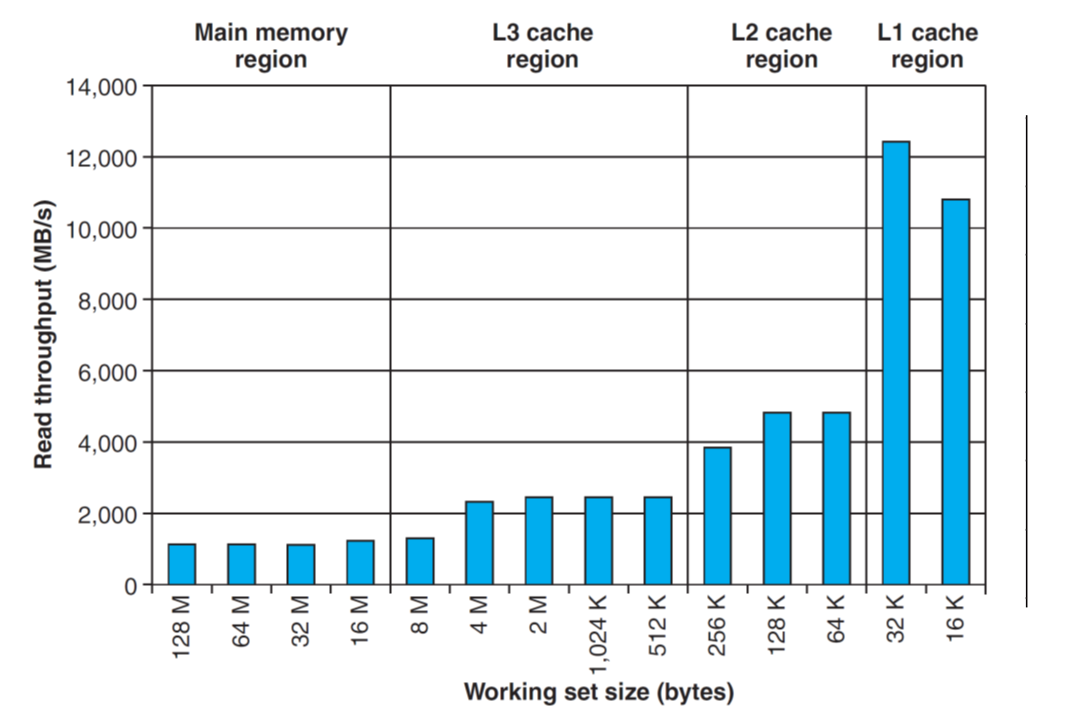 Main memory
region
L3 cache
region
L2 cache
region
L1 cache
region
14,000
12,000
10,000
8,000
6,000
4,000
2,000
0
Read throughput (MB/s)
128 M
64 M
32 M
16 M
8 M
4 M
2 M
1,024 K
512 K
256 K
128 K
64 K
32 K
16 K
Working set size (bytes)